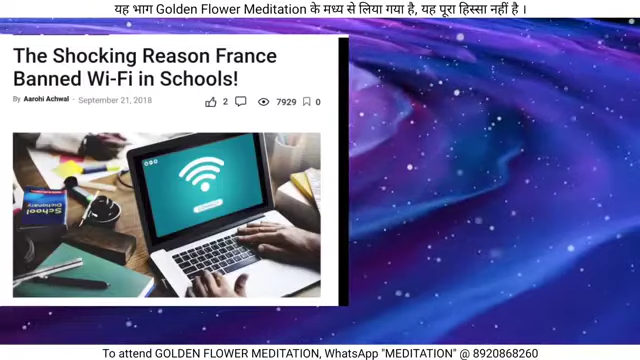 यह भाग Golden Flower Meditation के मध्य से लिया गया है, यह पूरा हिस्सा नहीं है ।
The Shocking Reason France
Banned Wi-Fi in Schools!
By Aarohi Achwal - September 21, 2018
2 7929 0
School
Dictionary
To attend GOLDEN FLOWER MEDITATION, WhatsApp "MEDITATION" @ 8920868260